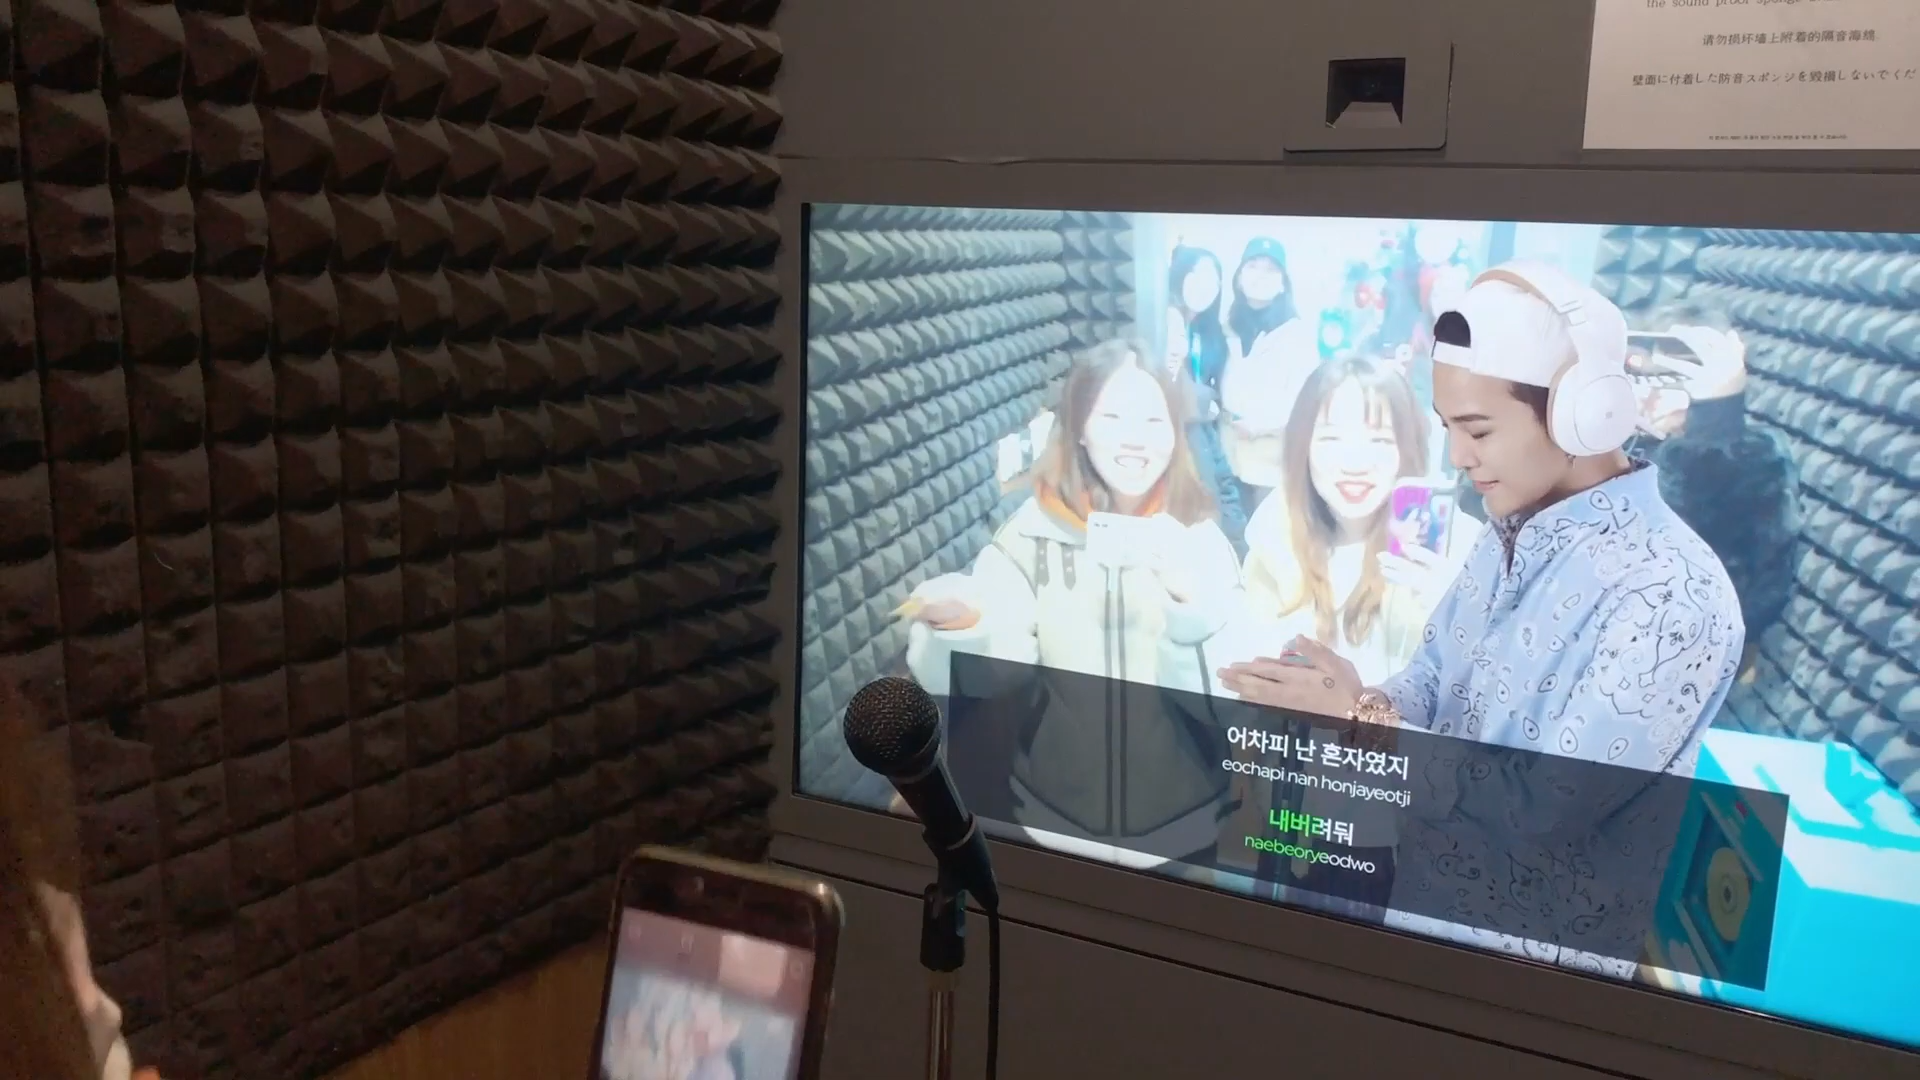 the sound proof sponge
请勿损坏墙上附着的隔音海绵
壁面に付着した防音スポンジを毀損しないでくだ
어차피 난 혼자였지
eochapi nan honjayeotji
내버려둬
naebeoryeodwo